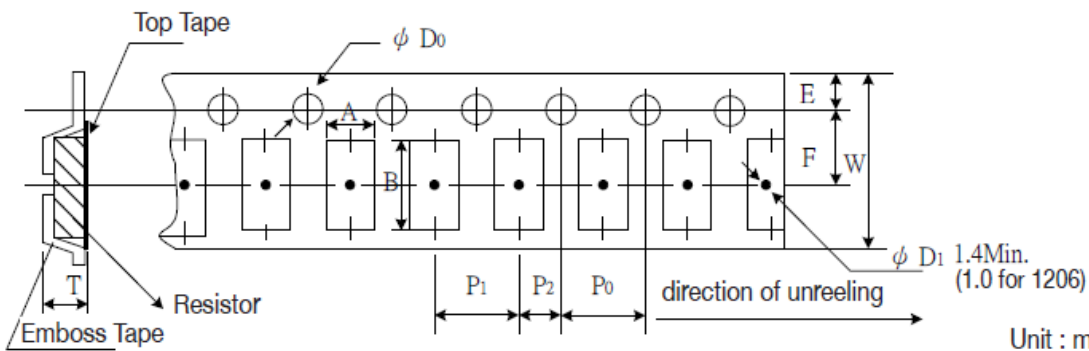 Top Tape
ϕ D0
E
A
F
W
B
ϕ D1 1.4Min.
(1.0 for 1206)
T
P1
P2
P0
direction of unreeling
Resistor
Emboss Tape
Unit : m